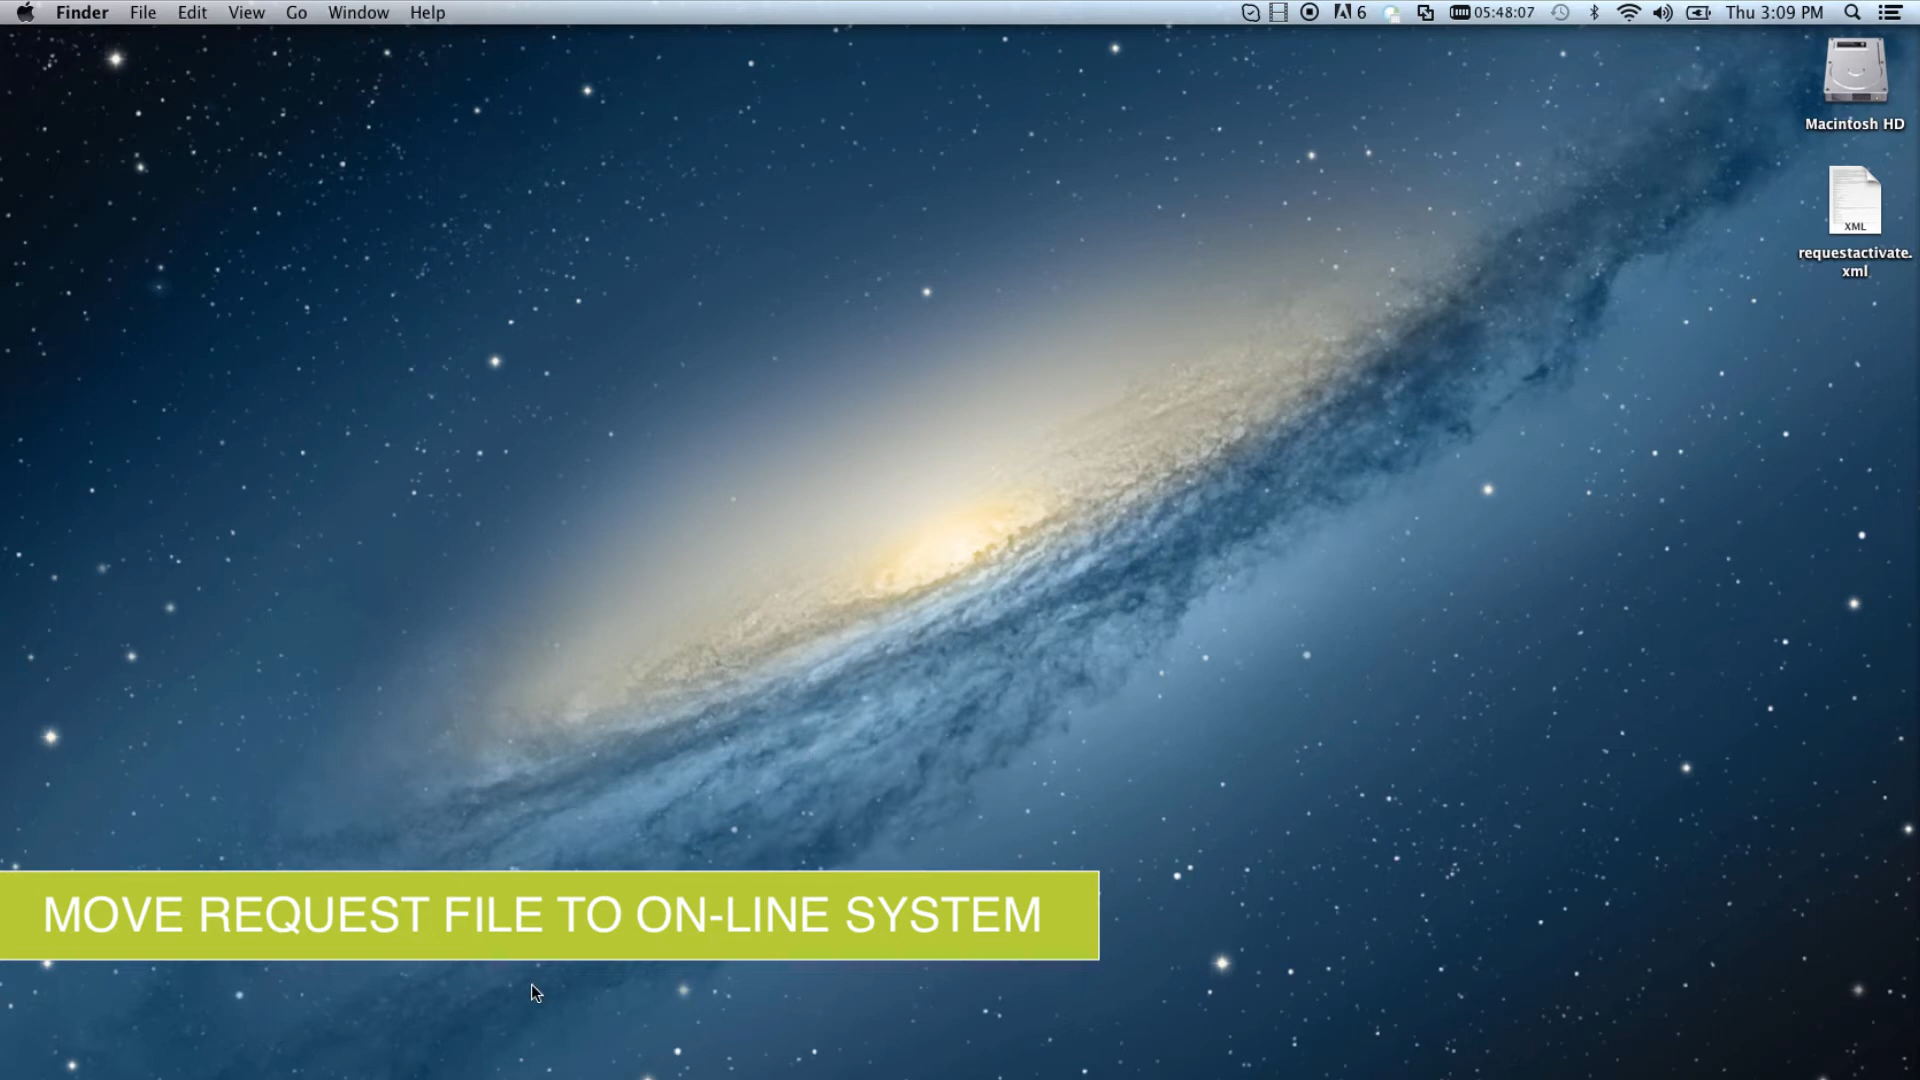 Finder File Edit View Go Window Help 6 05:48:07 Thu 3:09 PM
Macintosh HD
XML
requestactivate.
xml
MOVE REQUEST FILE TO ON-LINE SYSTEM